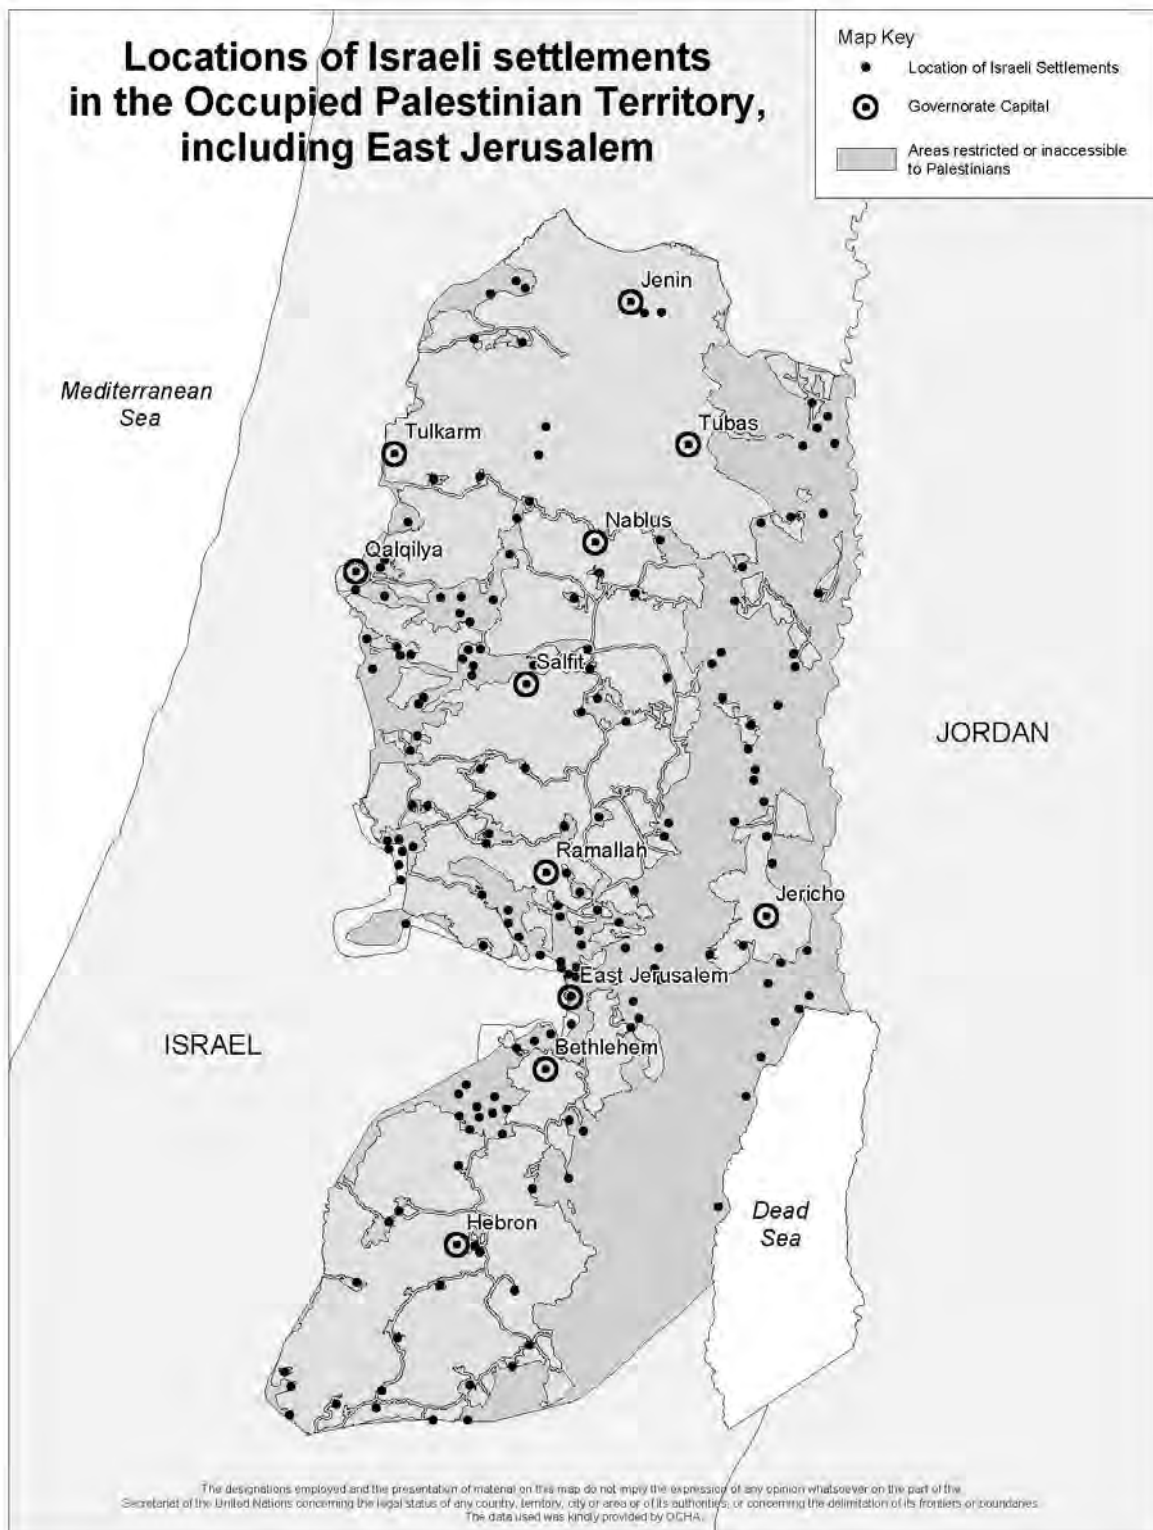 Locations of Israeli settlements
in the Occupied Palestinian Territory,
including East Jerusalem
Map Key
Location of Israeli Settlements
Governorate Capital
Areas restricted or inaccessible
to Palestinians
Jenin
Mediterranean
Sea
Tulkarm
Tubas
Nablus
Qalqilya
Salfit
JORDAN
Ramallah
Jericho
East Jerusalem
ISRAEL
Bethlehem
Dead
Sea
Hebron
The designations employed and the presentation of material on this map do not imply the expression of any opinion whatsoever on the part of the
Secretariat of the United Nations concerning the legal status of any country, territory, city or area or of its authorities, or concerning the delimitation of its frontiers or boundaries.
The data used was kindly provided by OCHA.